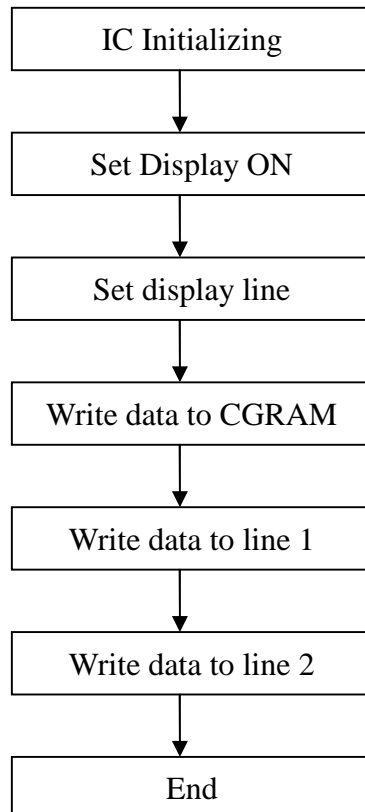 IC Initializing
Set Display ON
Set display line
Write data to CGRAM
Write data to line 1
Write data to line 2
End